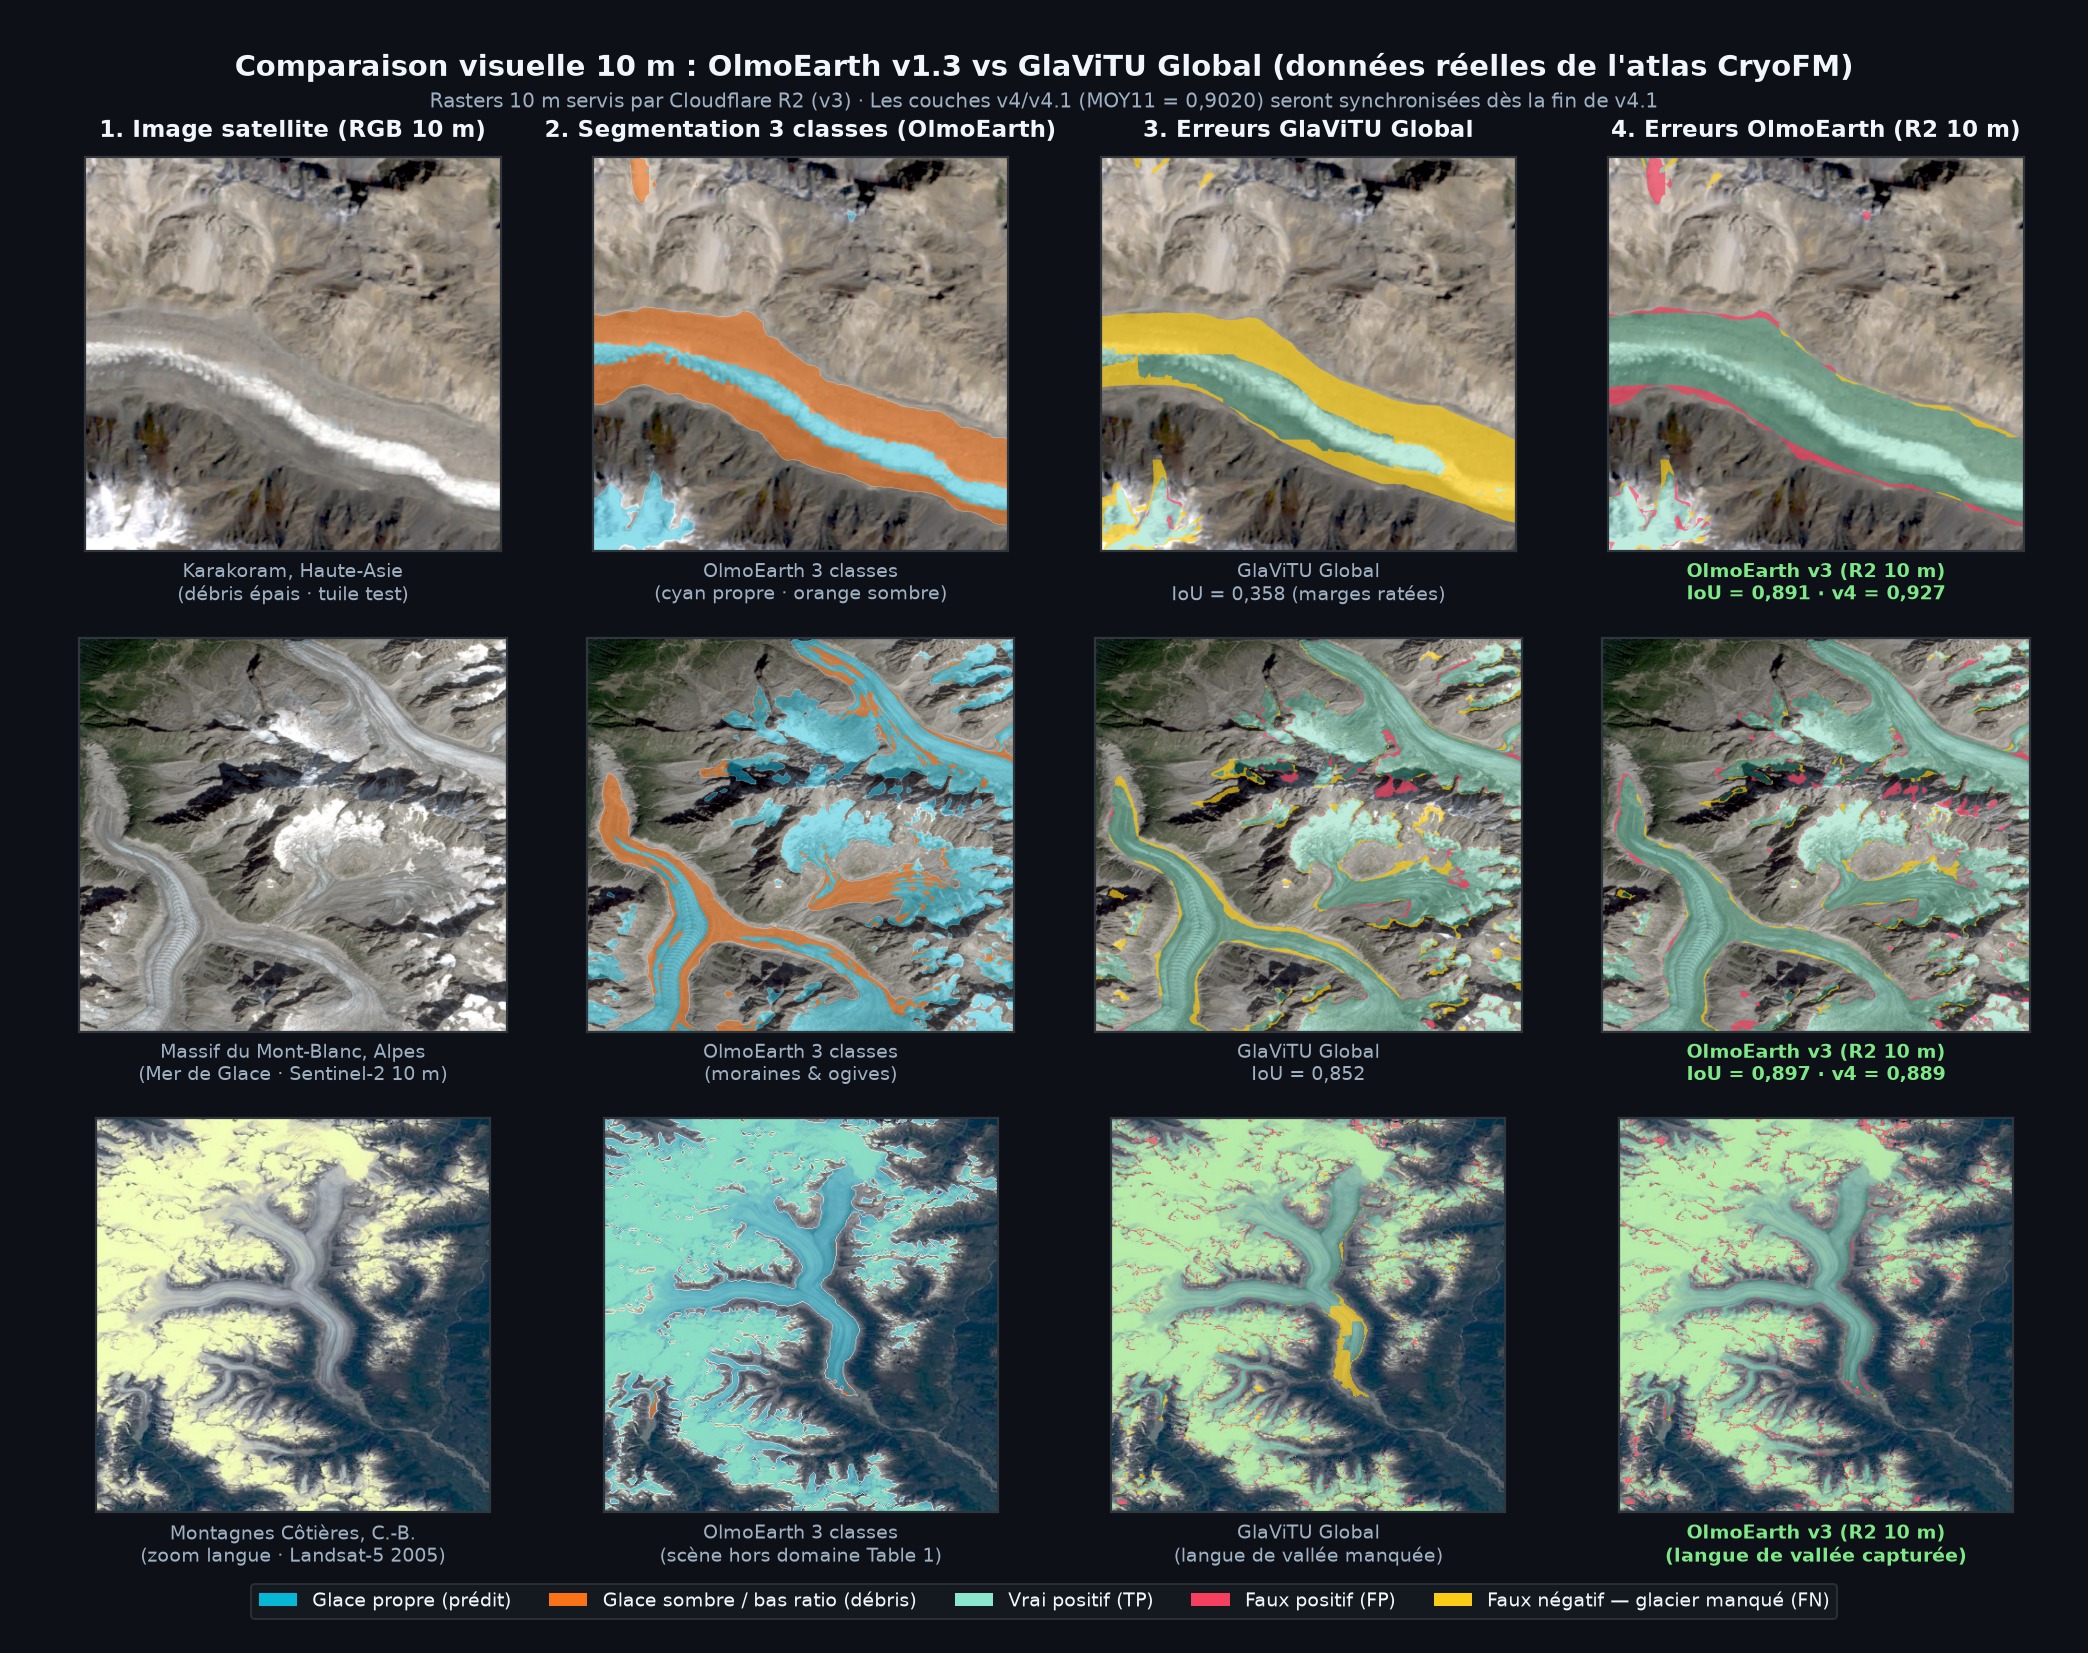 Comparaison visuelle 10 m : OlmoEarth v1.3 vs GlaViTU Global (données réelles de l'atlas CryoFM)
Rasters 10 m servis par Cloudflare R2 (v3) · Les couches v4/v4.1 (MOY11 = 0,9020) seront synchronisées dès la fin de v4.1
1. Image satellite (RGB 10 m)
2. Segmentation 3 classes (OlmoEarth)
3. Erreurs GlaViTU Global
4. Erreurs OlmoEarth (R2 10 m)
Karakoram, Haute-Asie
(débris épais · tuile test)
OlmoEarth 3 classes
(cyan propre · orange sombre)
GlaViTU Global
IoU = 0,358 (marges ratées)
OlmoEarth v3 (R2 10 m)
IoU = 0,891 · v4 = 0,927
Massif du Mont-Blanc, Alpes
(Mer de Glace · Sentinel-2 10 m)
OlmoEarth 3 classes
(moraines & ogives)
GlaViTU Global
IoU = 0,852
OlmoEarth v3 (R2 10 m)
IoU = 0,897 · v4 = 0,889
Montagnes Côtières, C.-B.
(zoom langue · Landsat-5 2005)
OlmoEarth 3 classes
(scène hors domaine Table 1)
GlaViTU Global
(langue de vallée manquée)
OlmoEarth v3 (R2 10 m)
(langue de vallée capturée)
Glace propre (prédit)
Glace sombre / bas ratio (débris)
Vrai positif (TP)
Faux positif (FP)
Faux négatif — glacier manqué (FN)